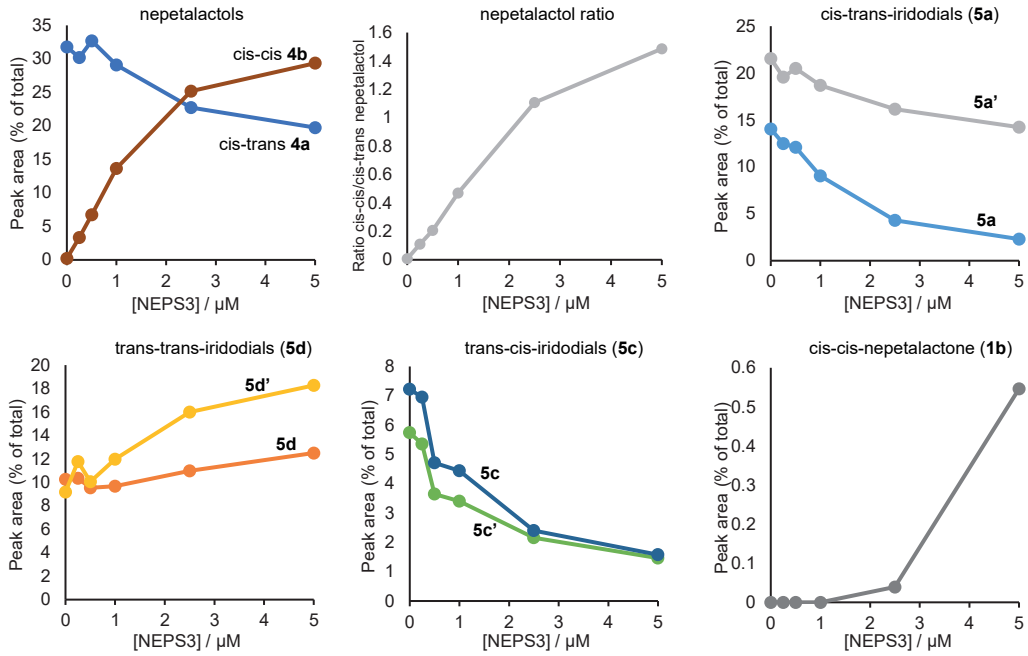 nepetalactols
Peak area (% of total)
35
30
25
20
15
10
5
0
cis-cis 4b
cis-trans 4a
0 1 2 3 4 5
[NEPS3] / µM
nepetalactol ratio
Ratio cis-cis/cis-trans nepetalactol
1.6
1.4
1.2
1
0.8
0.6
0.4
0.2
0
0 1 2 3 4 5
[NEPS3] / µM
cis-trans-iridodials (5a)
Peak area (% of total)
25
20
15
10
5
0
5a'
5a
0 1 2 3 4 5
[NEPS3] / µM
trans-trans-iridodials (5d)
Peak area (% of total)
20
18
16
14
12
10
8
6
4
2
0
5d'
5d
0 1 2 3 4 5
[NEPS3] / µM
trans-cis-iridodials (5c)
Peak area (% of total)
8
7
6
5
4
3
2
1
0
5c
5c'
0 1 2 3 4 5
[NEPS3] / µM
cis-cis-nepetalactone (1b)
Peak area (% of total)
0.6
0.5
0.4
0.3
0.2
0.1
0
0 1 2 3 4 5
[NEPS3] / µM